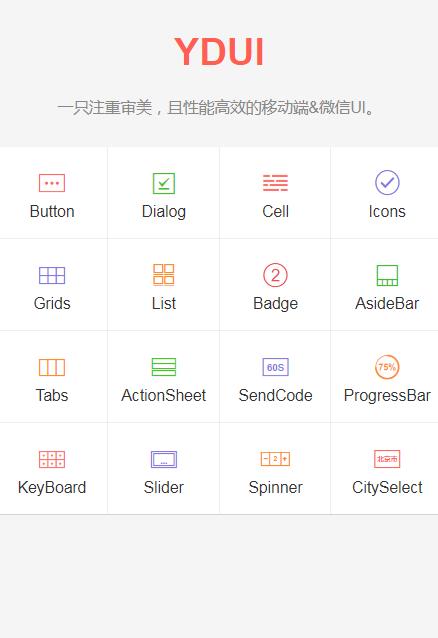 YDUI
一只注重审美，且性能高效的移动端&微信UI。
Button
Dialog
Cell
Icons
Grids
List
2
Badge
AsideBar
Tabs
ActionSheet
60S
SendCode
75%
ProgressBar
KeyBoard
Slider
- 2 +
Spinner
北京市
CitySelect